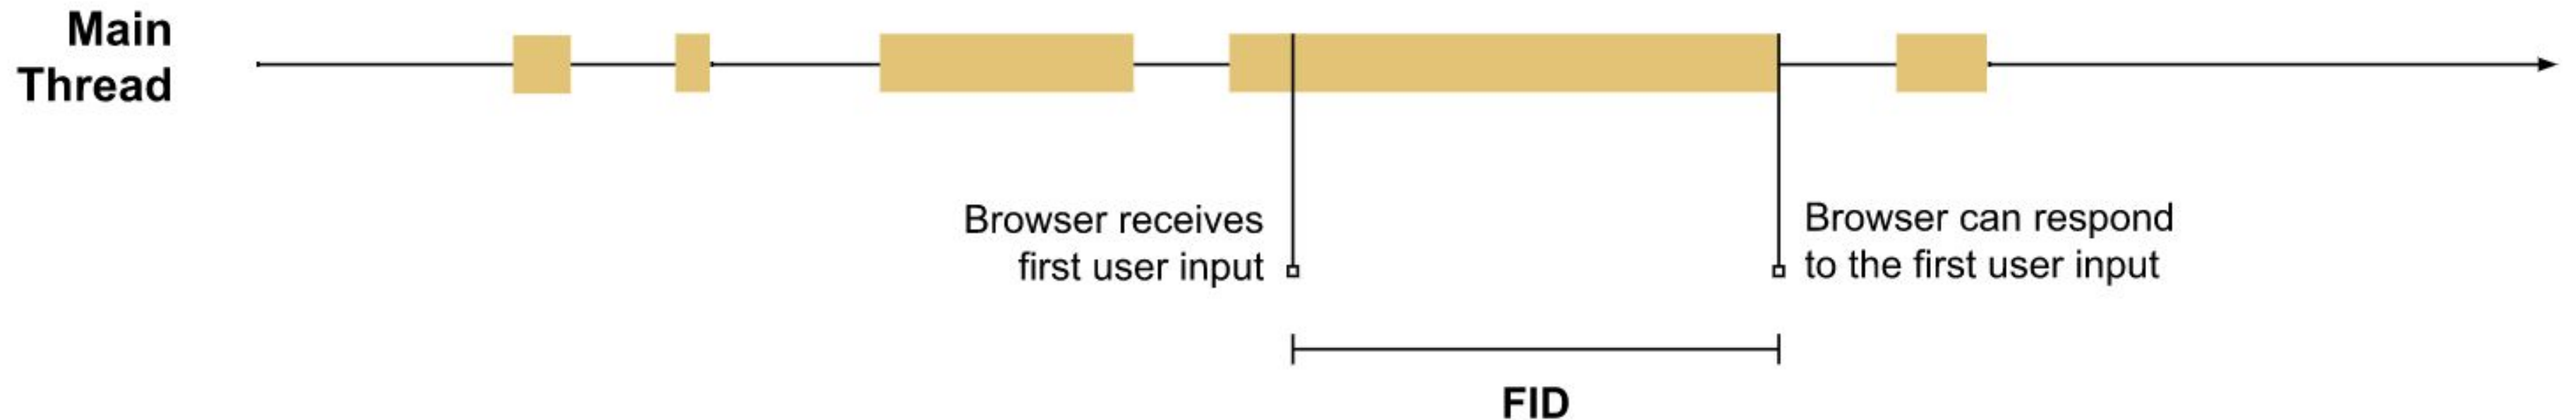 Main
Thread
Browser receives
first user input
Browser can respond
to the first user input
FID